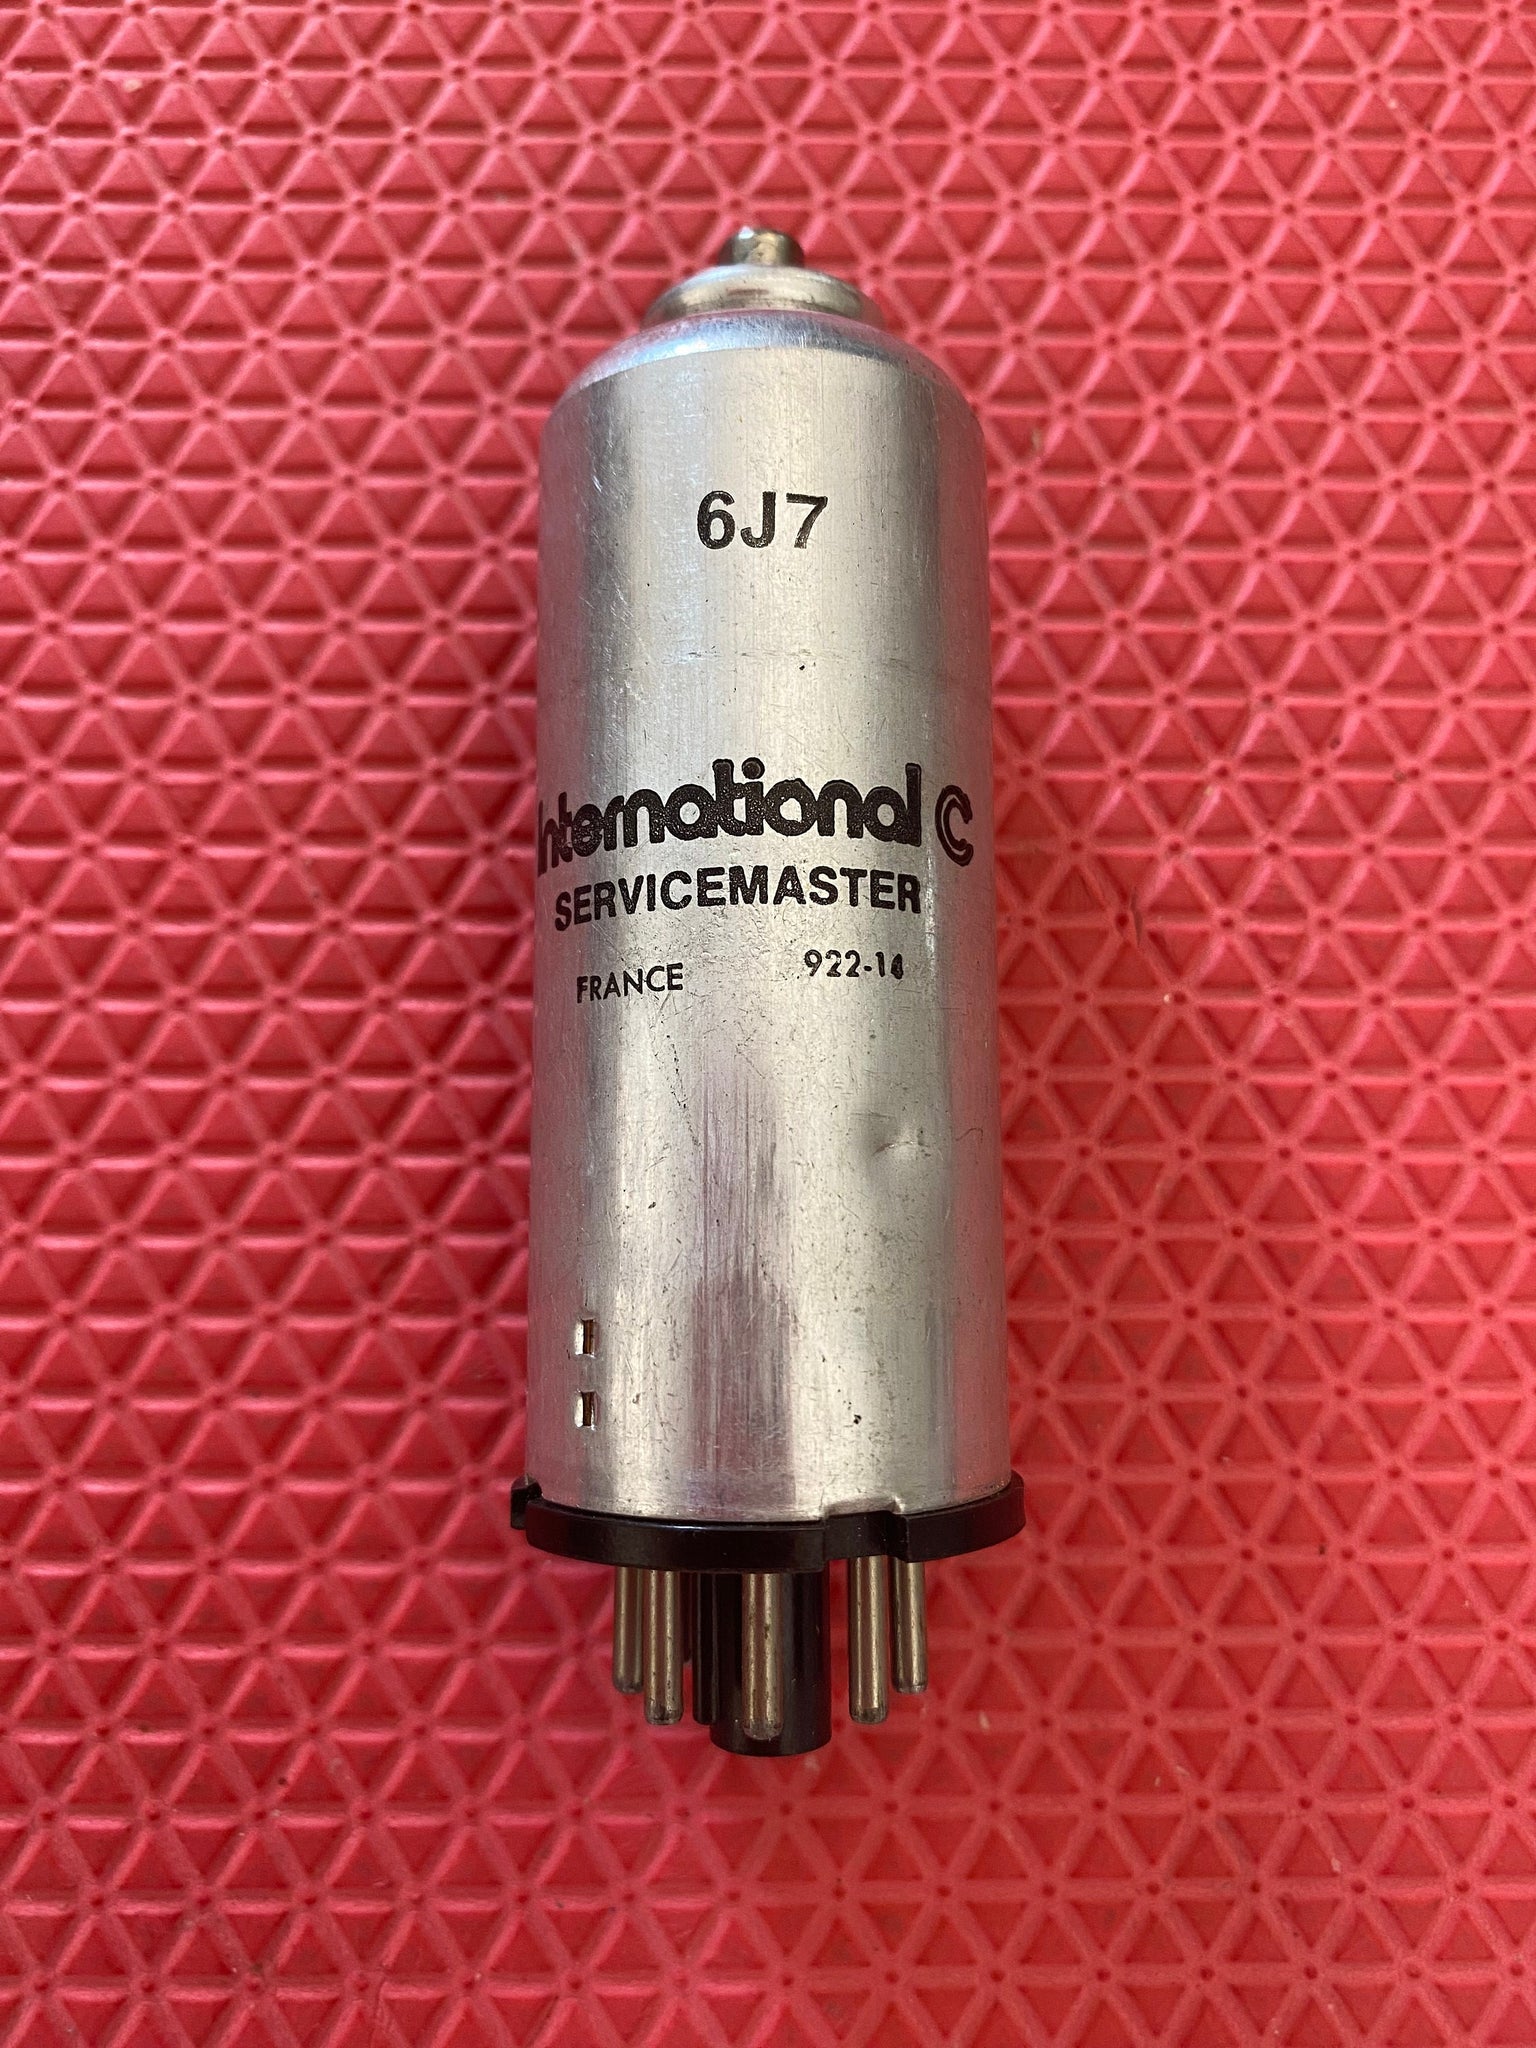 6J7
International C
SERVICEMASTER
FRANCE 922-14